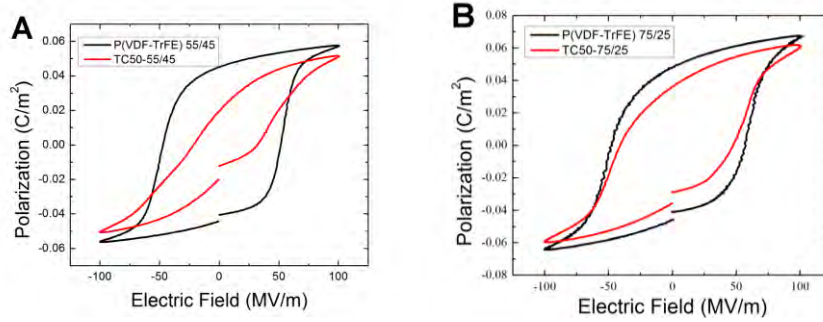 A
P(VDF-TrFE) 55/45
TC50-55/45
0.06
0.04
0.02
0.00
-0.02
-0.04
-0.06
-100
-50
0
50
100
Polarization (C/m²)
Electric Field (MV/m)
B
P(VDF-TrFE) 75/25
TC50-75/25
0.08
0.06
0.04
0.02
0.00
-0.02
-0.04
-0.06
-0.08
-100
-50
0
50
100
Polarization (C/m²)
Electric Field (MV/m)